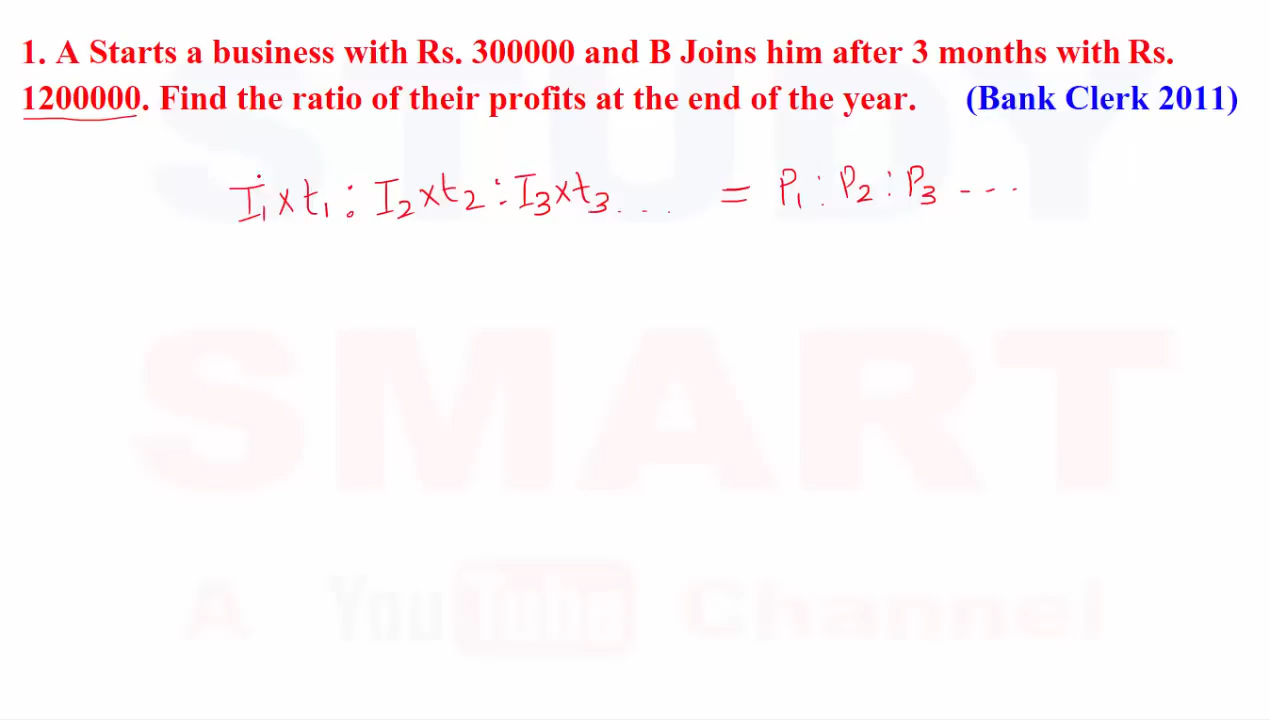 1. A Starts a business with Rs. 300000 and B Joins him after 3 months with Rs.
1200000. Find the ratio of their profits at the end of the year. (Bank Clerk 2011)
I₁×t₁ : I₂×t₂ : I₃×t₃... = P₁ : P₂ : P₃ ---
STUDY
SMART
A YouTube Channel